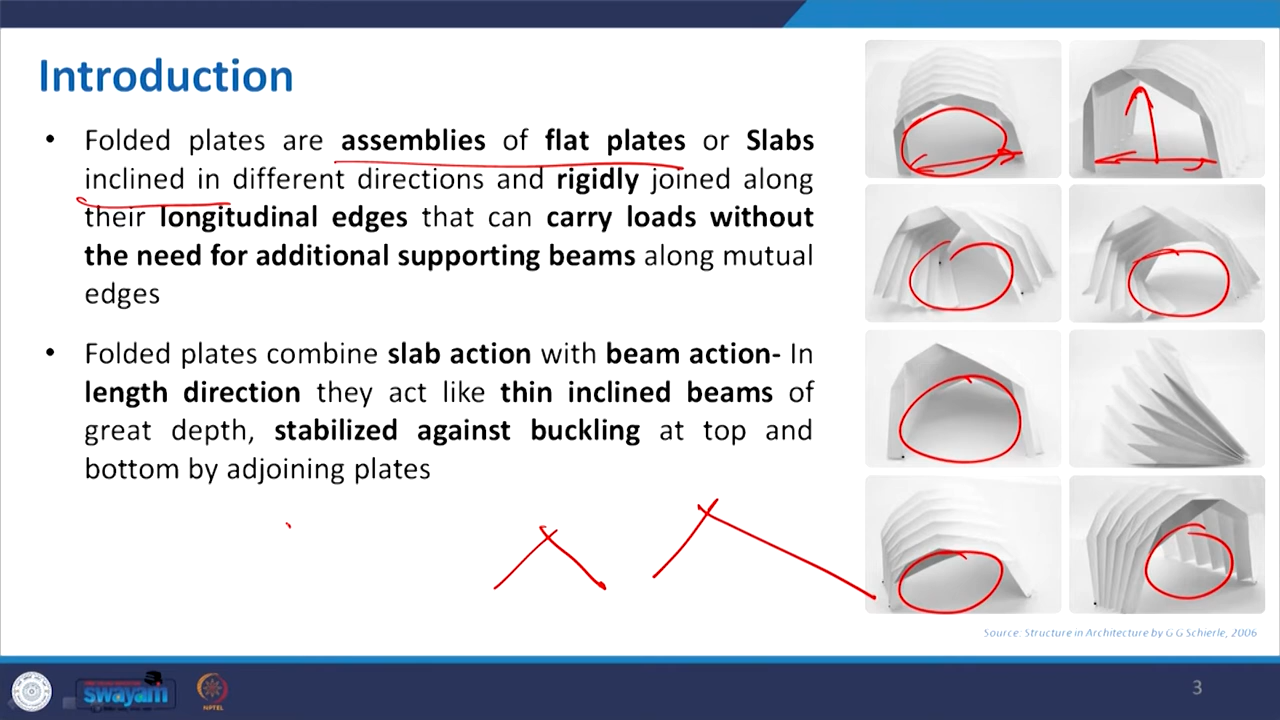 Introduction
• Folded plates are assemblies of flat plates or Slabs
inclined in different directions and rigidly joined along
their longitudinal edges that can carry loads without
the need for additional supporting beams along mutual
edges
• Folded plates combine slab action with beam action- In
length direction they act like thin inclined beams of
great depth, stabilized against buckling at top and
bottom by adjoining plates
Source: Structure in Architecture by G G Schierle, 2006
swayam
NPTEL
3